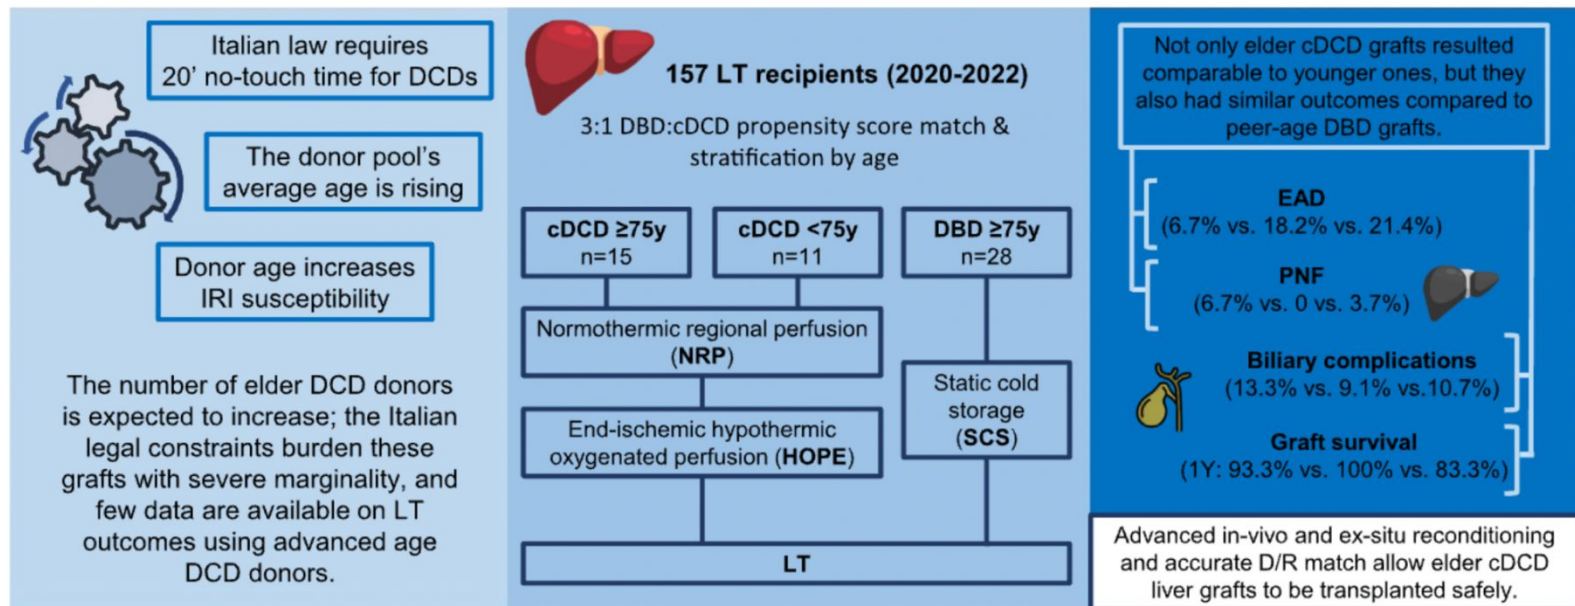 Italian law requires
20' no-touch time for DCDs
The donor pool's
average age is rising
Donor age increases
IRI susceptibility
The number of elder DCD donors
is expected to increase; the Italian
legal constraints burden these
grafts with severe marginality, and
few data are available on LT
outcomes using advanced age
DCD donors.
157 LT recipients (2020-2022)
3:1 DBD:cDCD propensity score match &
stratification by age
cDCD ≥75y
n=15
cDCD <75y
n=11
DBD ≥75y
n=28
Normothermic regional perfusion
(NRP)
End-ischemic hypothermic
oxygenated perfusion (HOPE)
Static cold
storage
(SCS)
LT
Not only elder cDCD grafts resulted
comparable to younger ones, but they
also had similar outcomes compared to
peer-age DBD grafts.
EAD
(6.7% vs. 18.2% vs. 21.4%)
PNF
(6.7% vs. 0 vs. 3.7%)
Biliary complications
(13.3% vs. 9.1% vs.10.7%)
Graft survival
(1Y: 93.3% vs. 100% vs. 83.3%)
Advanced in-vivo and ex-situ reconditioning
and accurate D/R match allow elder cDCD
liver grafts to be transplanted safely.